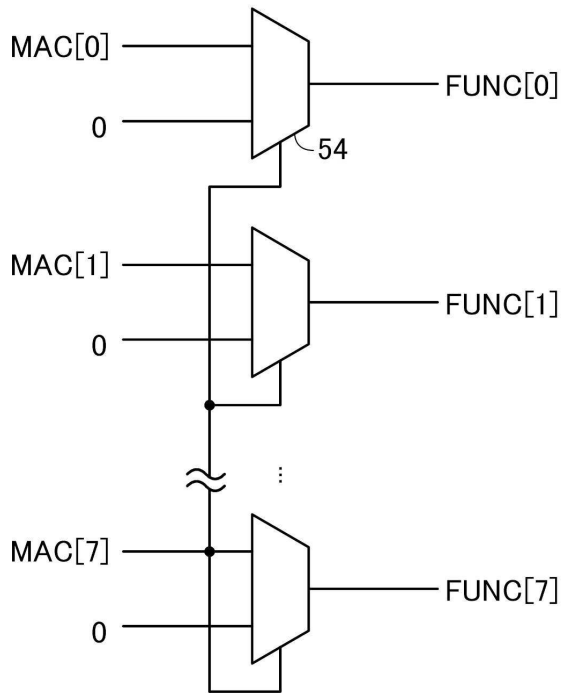 MAC[0]
FUNC[0]
0
54
MAC[1]
FUNC[1]
0
...
MAC[7]
FUNC[7]
0